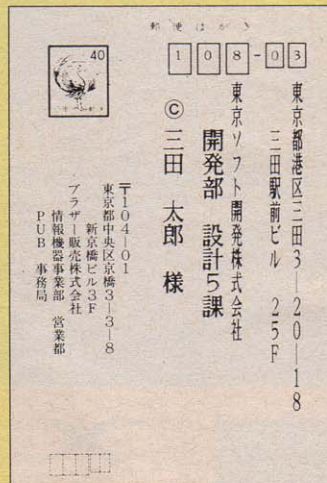 郵便はがき
40
108-03
東京都港区三田3-20-18
三田駅前ビル 25F
東京ソフト開発株式会社
開発部 設計5課
© 三田 太郎 様
〒104-01
東京都中央区京橋3-3-8
新京橋ビル3F
ブラザー販売株式会社
情報機器事業部 営業部
PUB 事務局